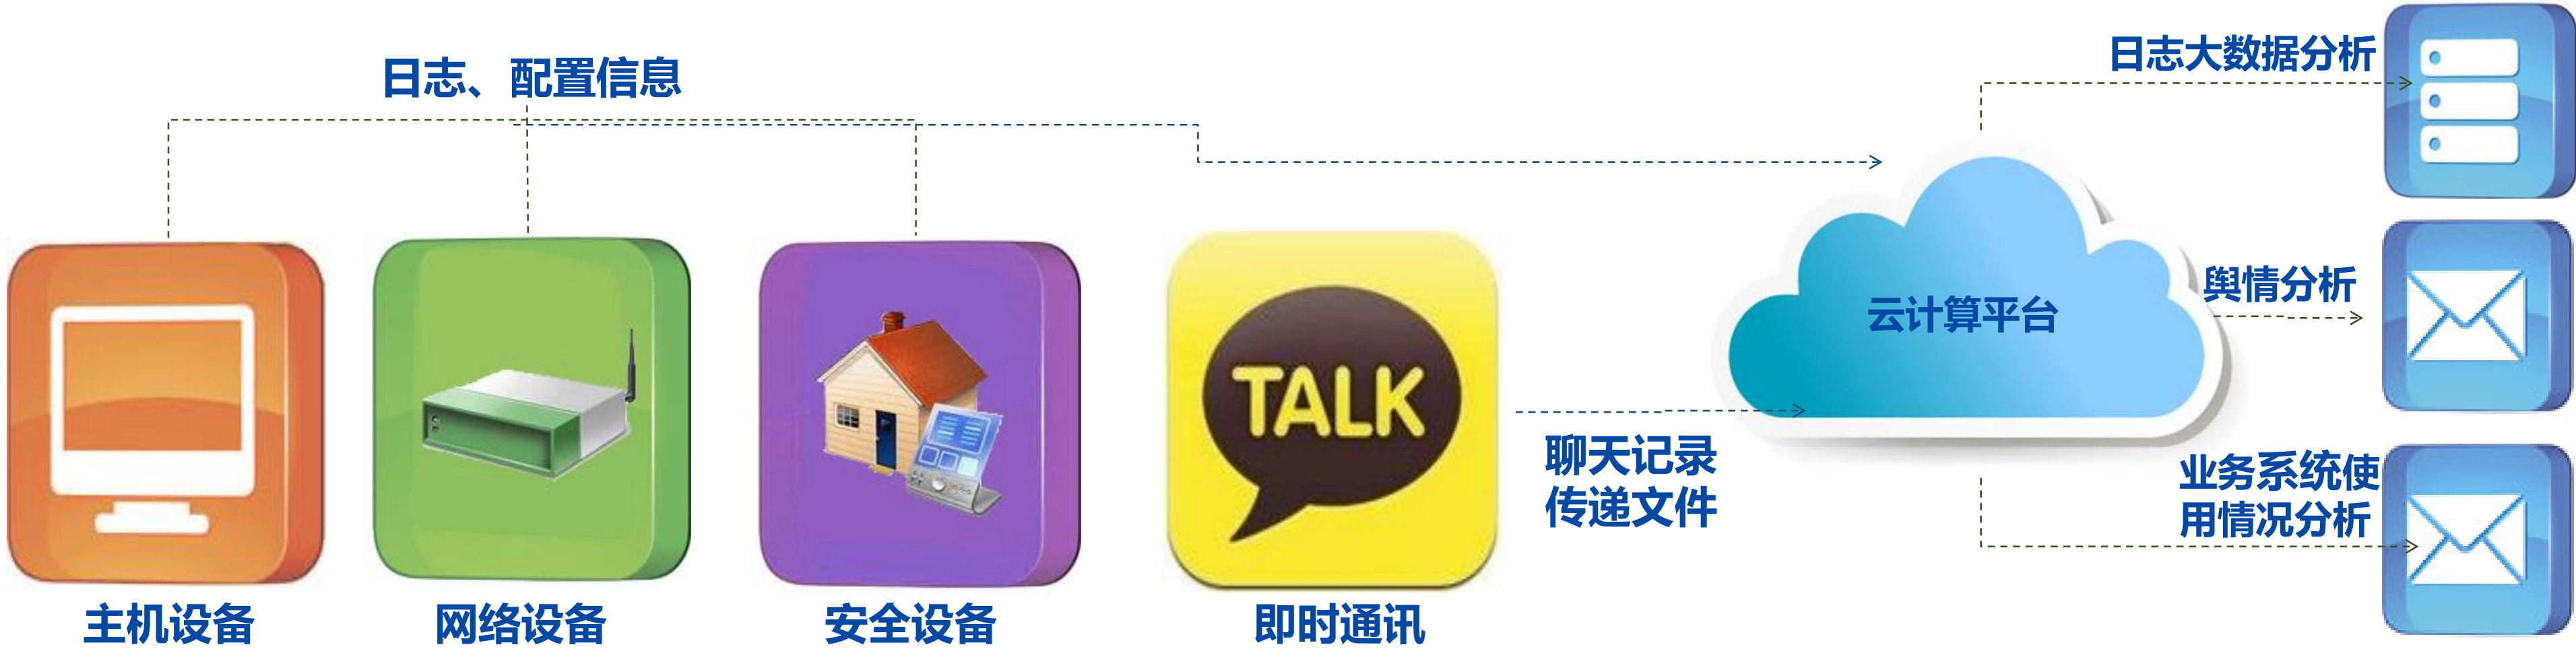 日志、配置信息
日志大数据分析
舆情分析
云计算平台
TALK
聊天记录
传递文件
业务系统使
用情况分析
主机设备
网络设备
安全设备
即时通讯